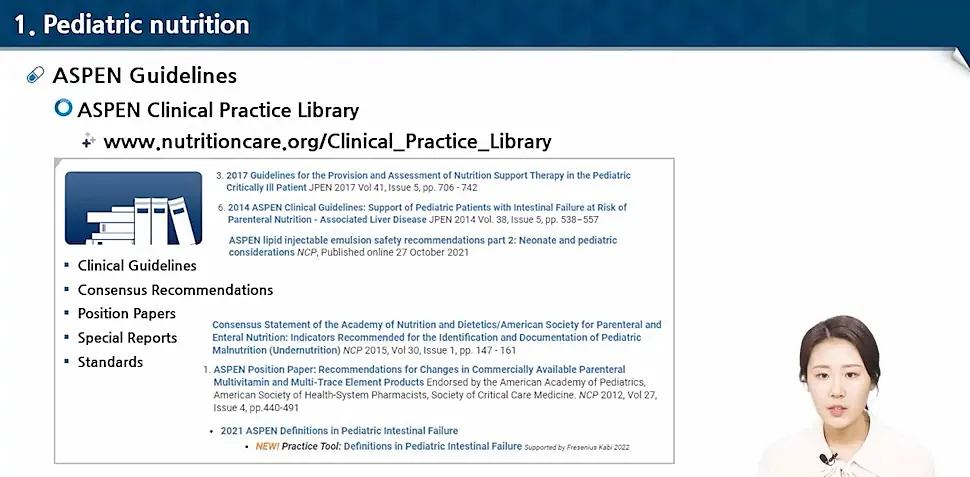 1. Pediatric nutrition
ASPEN Guidelines
ASPEN Clinical Practice Library
www.nutritioncare.org/Clinical_Practice_Library
3. 2017 Guidelines for the Provision and Assessment of Nutrition Support Therapy in the Pediatric
Critically Ill Patient JPEN 2017 Vol 41, Issue 5, pp. 706 - 742
6. 2014 ASPEN Clinical Guidelines: Support of Pediatric Patients with Intestinal Failure at Risk of
Parenteral Nutrition - Associated Liver Disease JPEN 2014 Vol. 38, Issue 5, pp. 538–557
ASPEN lipid injectable emulsion safety recommendations part 2: Neonate and pediatric
considerations NCP, Published online 27 October 2021
▪ Clinical Guidelines
▪ Consensus Recommendations
▪ Position Papers
▪ Special Reports
▪ Standards
Consensus Statement of the Academy of Nutrition and Dietetics/American Society for Parenteral and
Enteral Nutrition: Indicators Recommended for the Identification and Documentation of Pediatric
Malnutrition (Undernutrition) NCP 2015, Vol 30, Issue 1, pp. 147 - 161
1. ASPEN Position Paper: Recommendations for Changes in Commercially Available Parenteral
Multivitamin and Multi-Trace Element Products Endorsed by the American Academy of Pediatrics,
American Society of Health-System Pharmacists, Society of Critical Care Medicine. NCP 2012, Vol 27,
Issue 4, pp.440-491
• 2021 ASPEN Definitions in Pediatric Intestinal Failure
• NEW! Practice Tool: Definitions in Pediatric Intestinal Failure Supported by Fresenius Kabi 2022